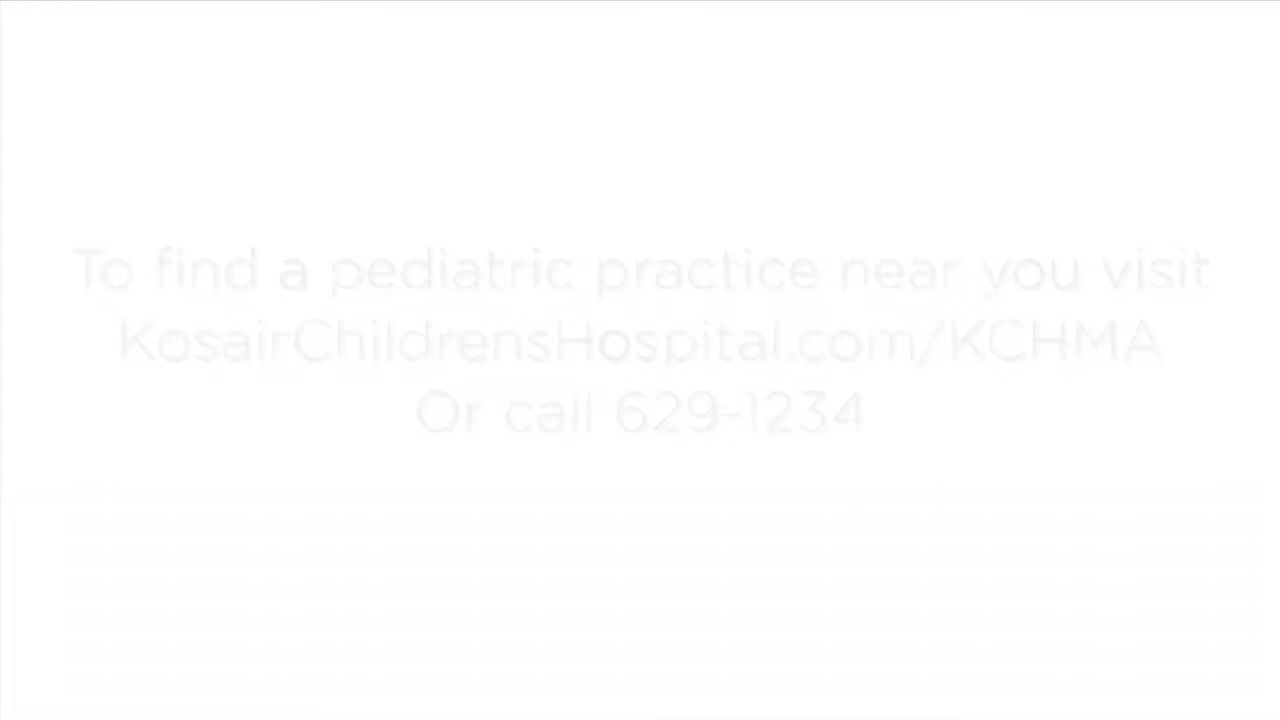 To find a pediatric practice near you visit
KosairChildrensHospital.com/KCHMA
Or call 629-1234